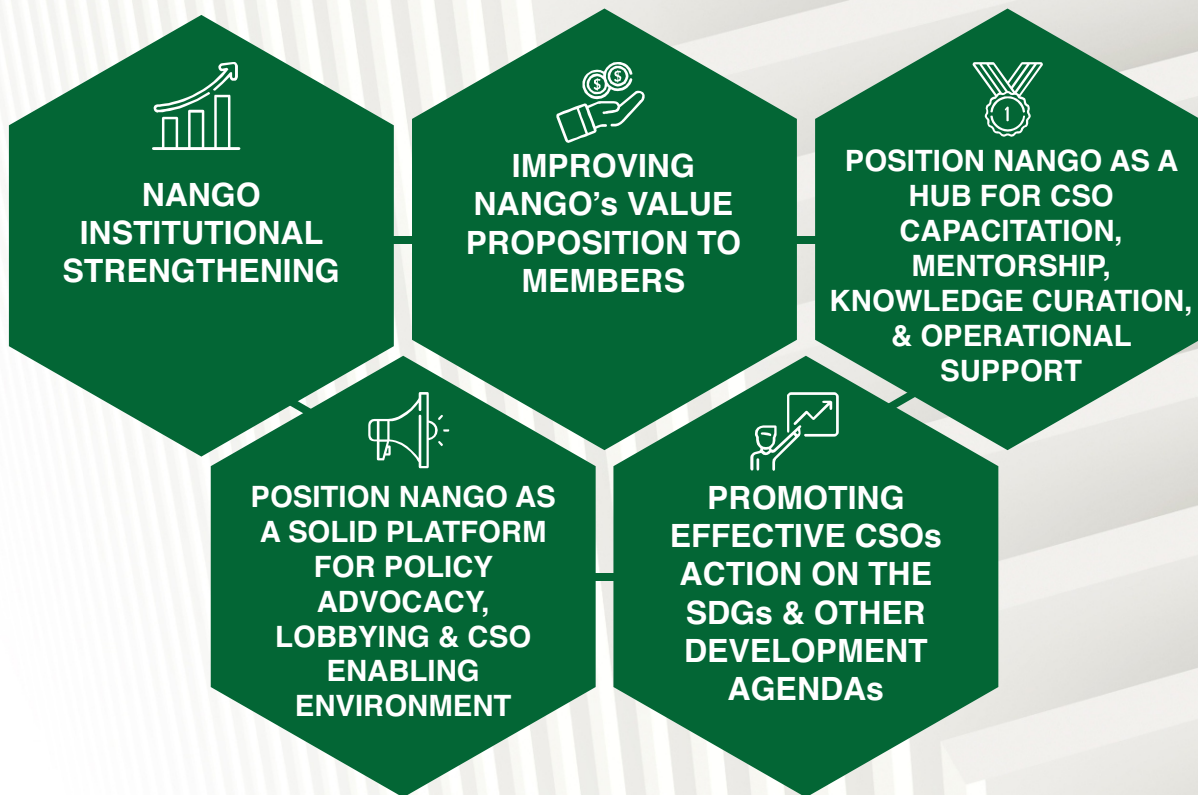 NANGO
INSTITUTIONAL
STRENGTHENING
$ $
IMPROVING
NANGO's VALUE
PROPOSITION TO
MEMBERS
1
POSITION NANGO AS A
HUB FOR CSO
CAPACITATION,
MENTORSHIP,
KNOWLEDGE CURATION,
& OPERATIONAL
SUPPORT
POSITION NANGO AS
A SOLID PLATFORM
FOR POLICY
ADVOCACY,
LOBBYING & CSO
ENABLING
ENVIRONMENT
PROMOTING
EFFECTIVE CSOs
ACTION ON THE
SDGs & OTHER
DEVELOPMENT
AGENDAs